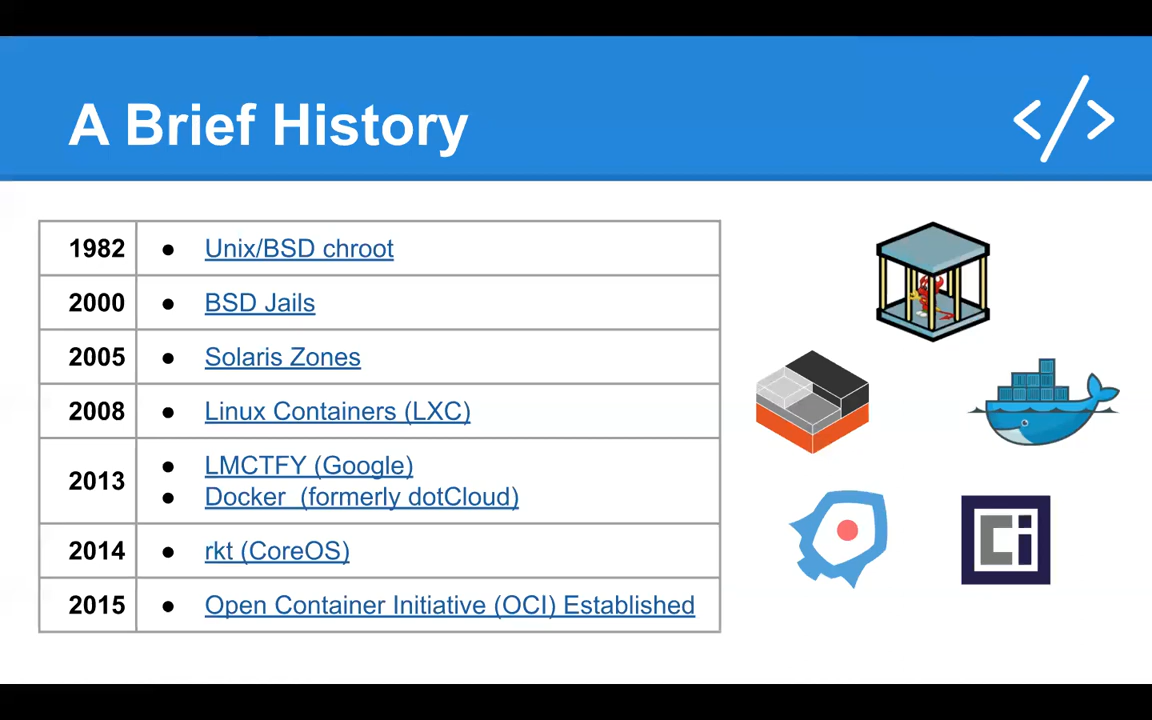 A Brief History
</>
1982 ● Unix/BSD chroot
2000 ● BSD Jails
2005 ● Solaris Zones
2008 ● Linux Containers (LXC)
2013 ● LMCTFY (Google)
● Docker  (formerly dotCloud)
2014 ● rkt (CoreOS)
2015 ● Open Container Initiative (OCI) Established
Ci